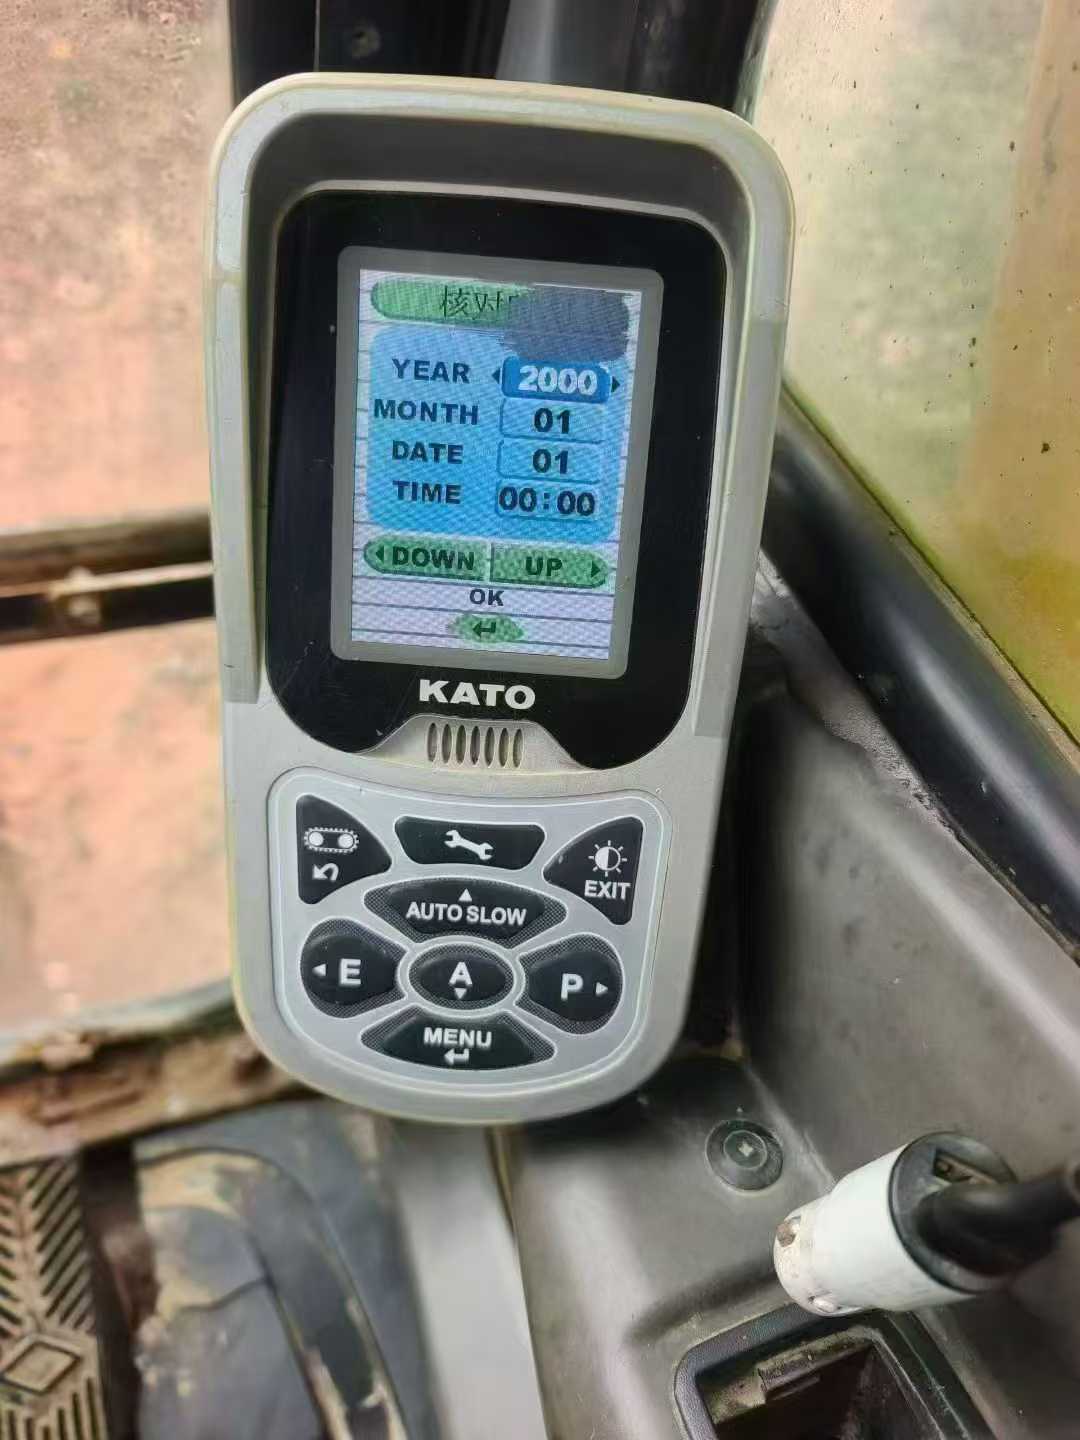 核对
YEAR 2000
MONTH 01
DATE 01
TIME 00:00
DOWN UP
OK
KATO
EXIT
AUTO SLOW
E A P
MENU